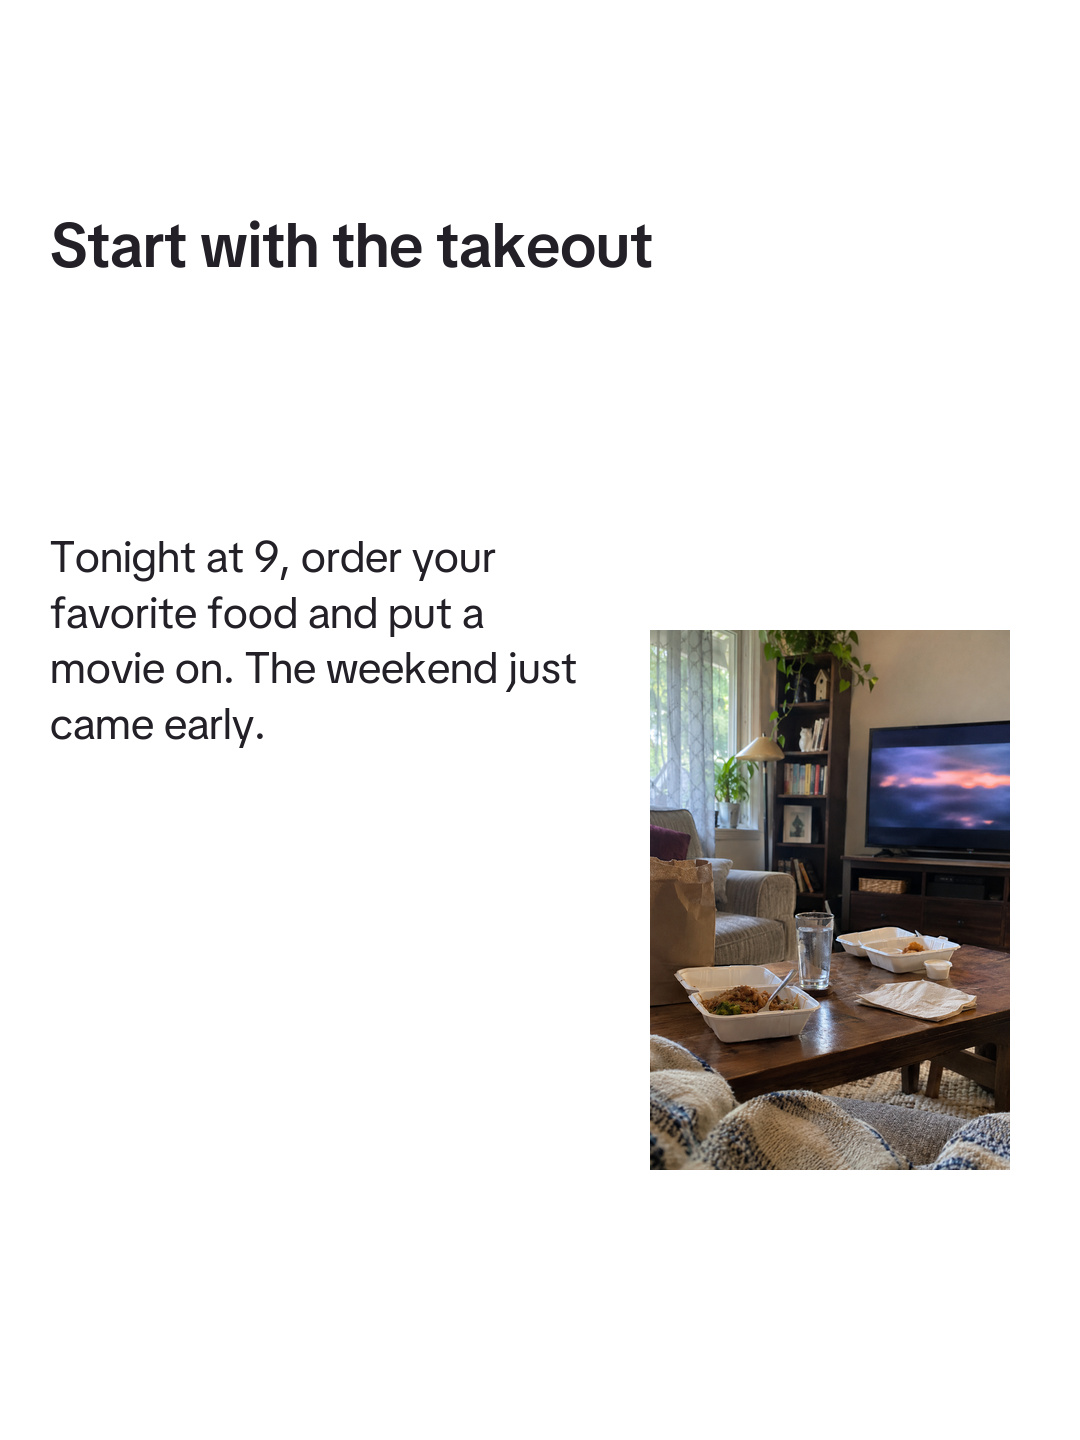 Start with the takeout
Tonight at 9, order your
favorite food and put a
movie on. The weekend just
came early.